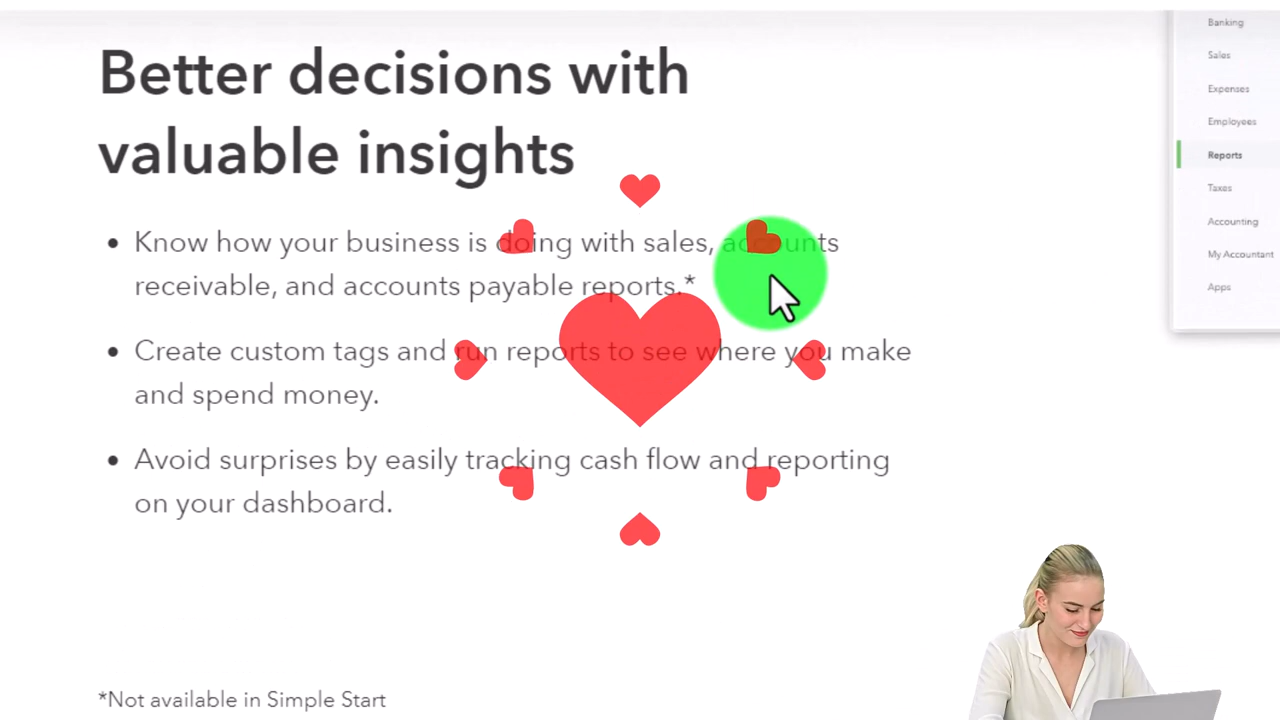 Better decisions with
valuable insights
• Know how your business is doing with sales, accounts
receivable, and accounts payable reports.*
• Create custom tags and run reports to see where you make
and spend money.
• Avoid surprises by easily tracking cash flow and reporting
on your dashboard.
*Not available in Simple Start
Banking
Sales
Expenses
Employees
Reports
Taxes
Accounting
My Accountant
Apps